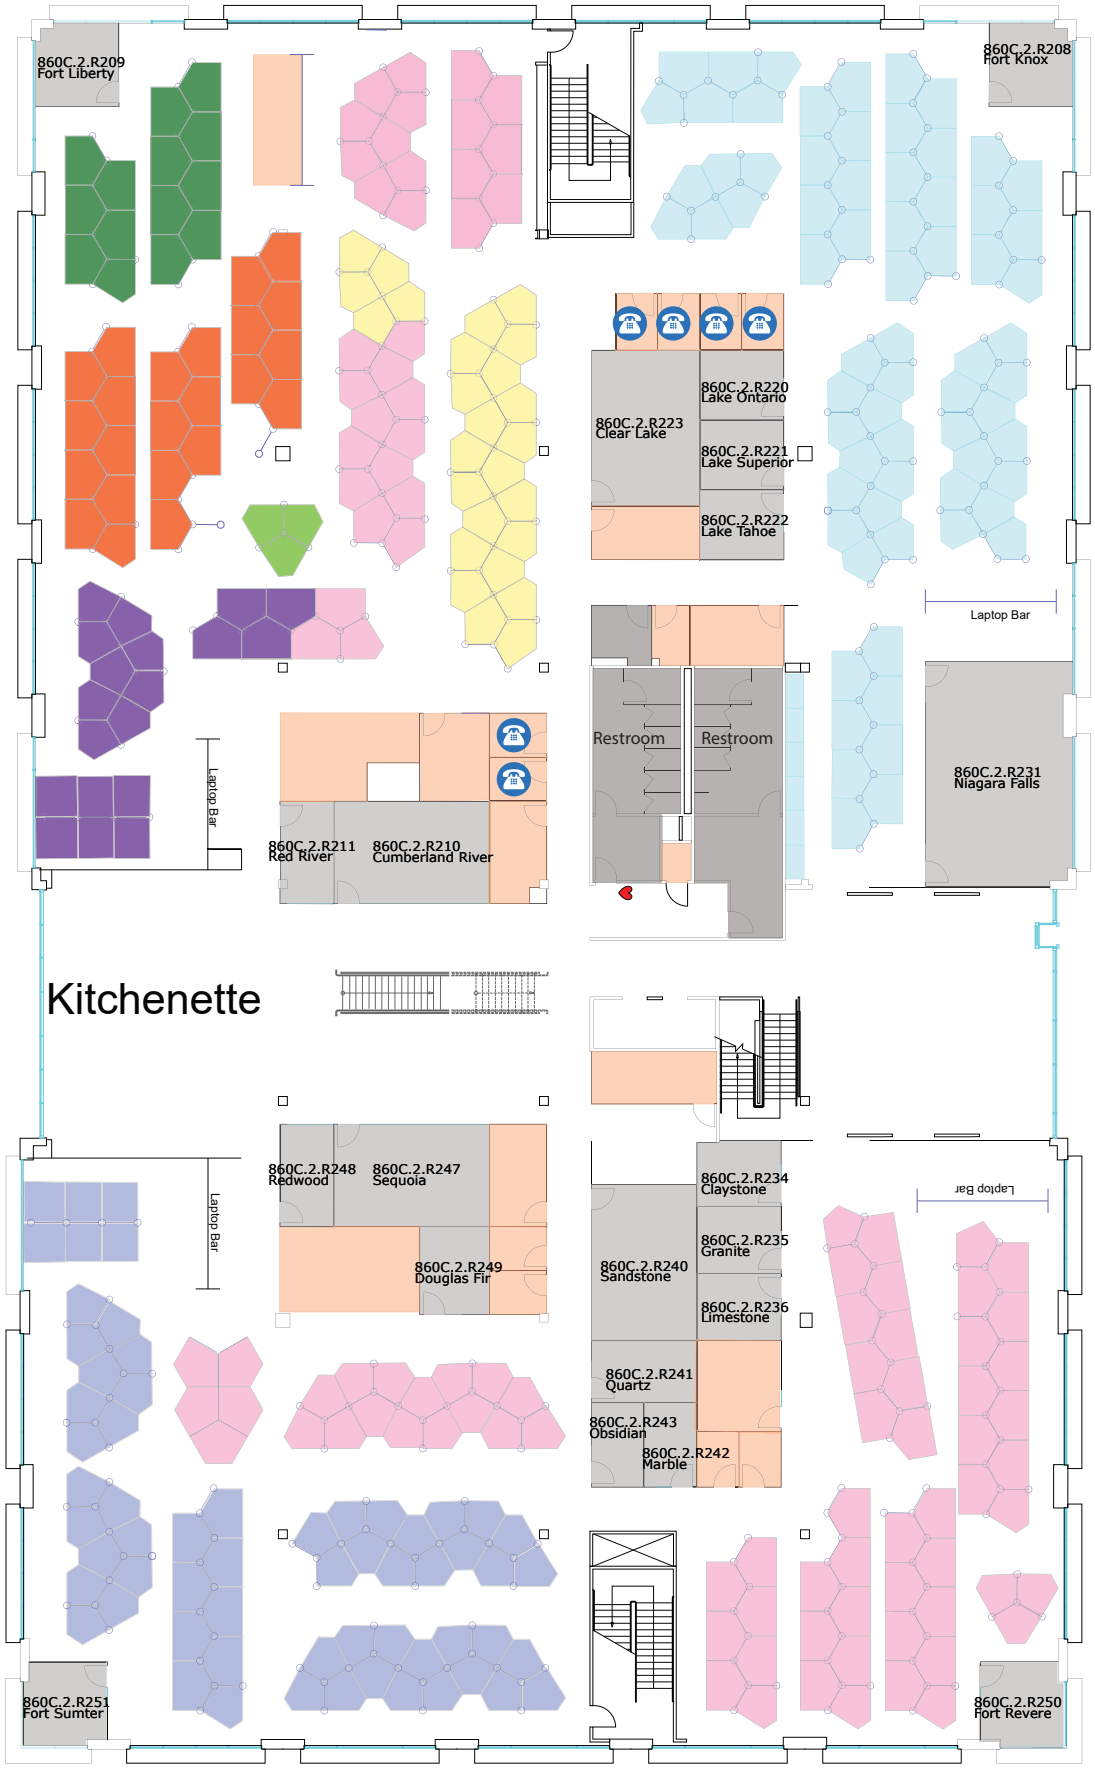 860C.2.R209
Fort Liberty
860C.2.R208
Fort Knox
860C.2.R220
Lake Ontario
860C.2.R223
Clear Lake
860C.2.R221
Lake Superior
860C.2.R222
Lake Tahoe
Laptop Bar
Restroom
Restroom
Laptop Bar
860C.2.R231
Niagara Falls
860C.2.R211
Red River
860C.2.R210
Cumberland River
Kitchenette
860C.2.R248
Redwood
860C.2.R247
Sequoia
860C.2.R234
Claystone
Laptop Bar
Laptop Bar
860C.2.R235
Granite
860C.2.R249
Douglas Fir
860C.2.R240
Sandstone
860C.2.R236
Limestone
860C.2.R241
Quartz
860C.2.R243
Obsidian
860C.2.R242
Marble
860C.2.R251
Fort Sumter
860C.2.R250
Fort Revere